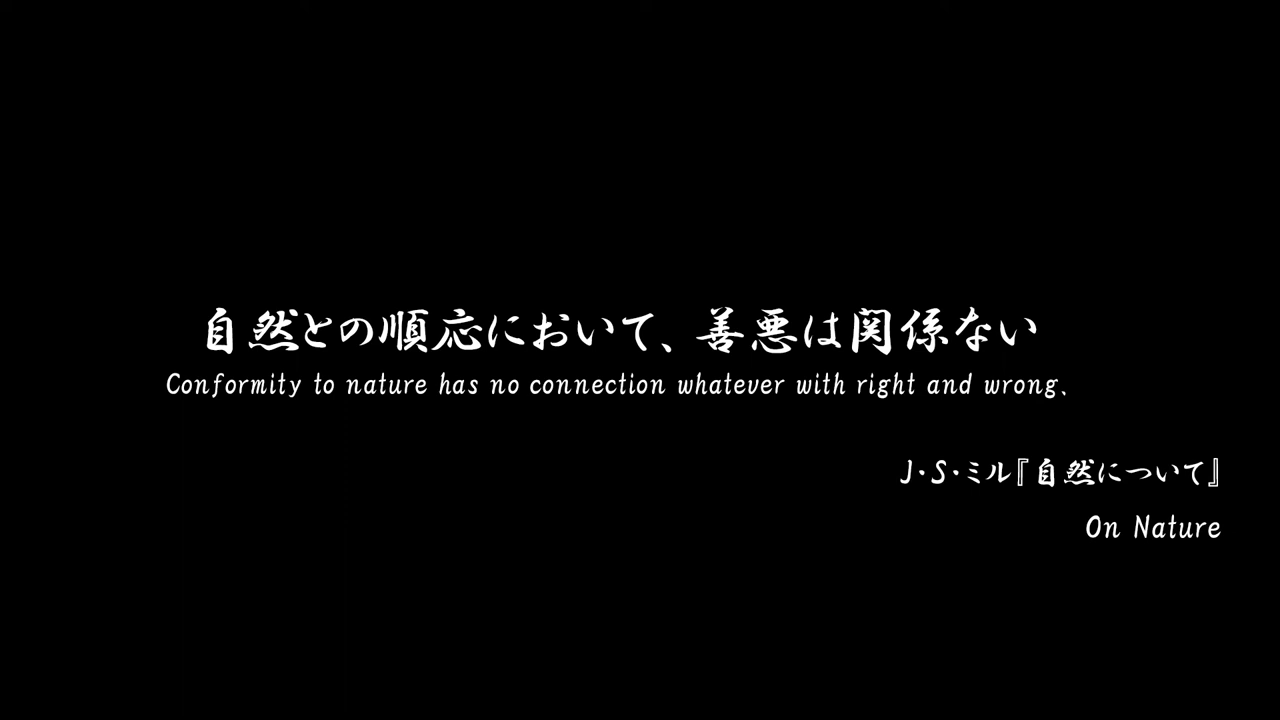 自然との順応において、善悪は関係ない
Conformity to nature has no connection whatever with right and wrong.
J・S・ミル『自然について』
On Nature